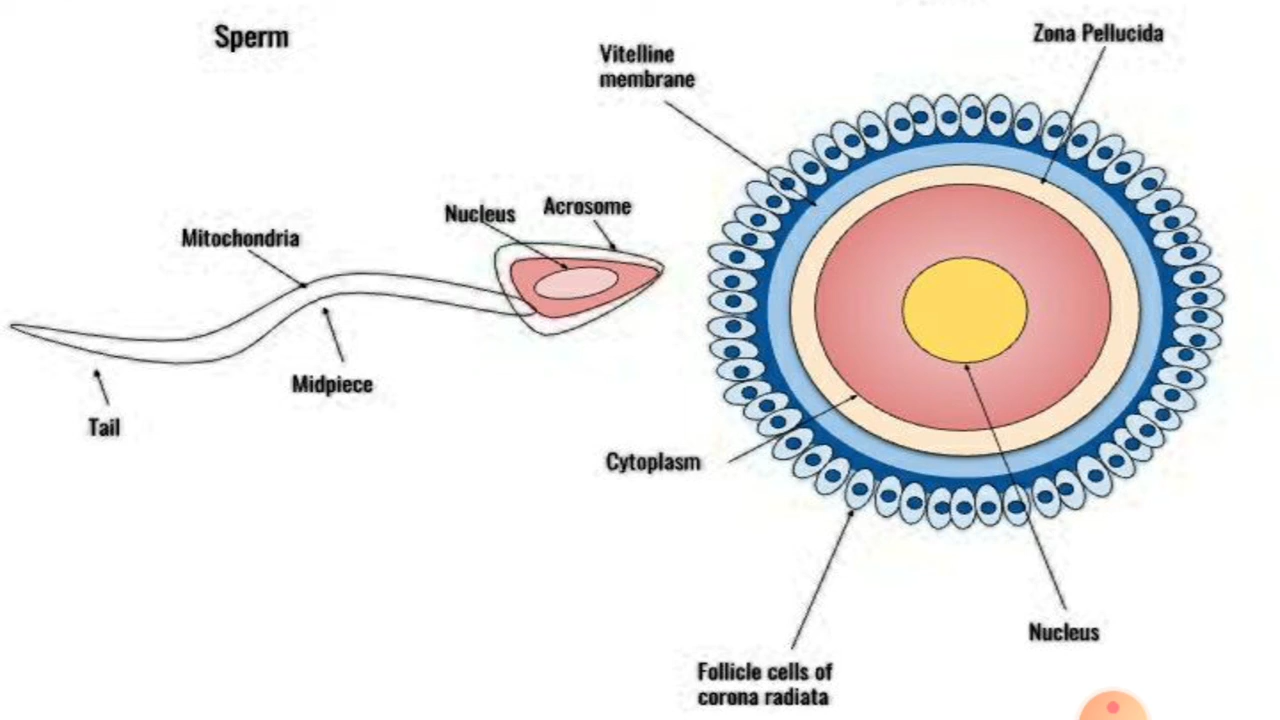 Sperm
Vitelline
membrane
Zona Pellucida
Nucleus
Acrosome
Mitochondria
Midpiece
Tail
Cytoplasm
Nucleus
Follicle cells of
corona radiata